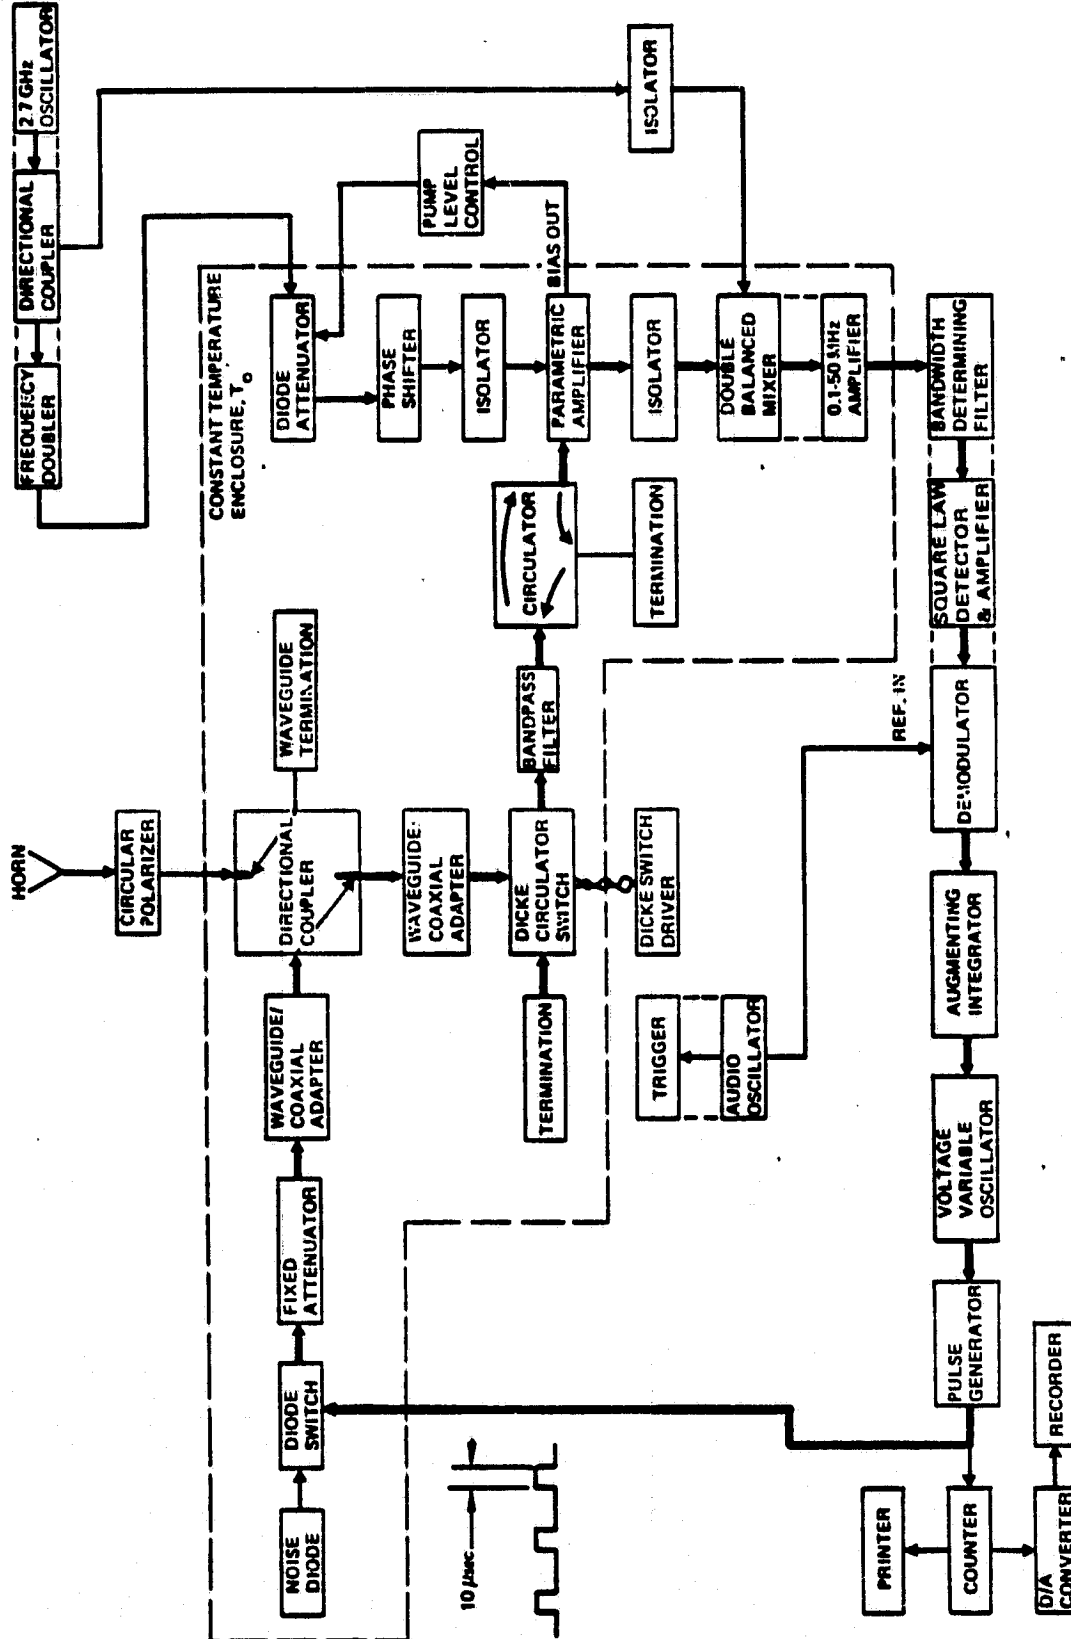 HORN
CIRCULAR
POLARIZER
2.7 GHz
OSCILLATOR
DIRECTIONAL
COUPLER
FREQUENCY
DOUBLER
ISOLATOR
CONSTANT TEMPERATURE
ENCLOSURE, To
NOISE
DIODE
DIODE
SWITCH
FIXED
ATTENUATOR
WAVEGUIDE/
COAXIAL
ADAPTER
DIRECTIONAL
COUPLER
WAVEGUIDE
TERMINATION
DIODE
ATTENUATOR
PUMP
LEVEL
CONTROL
PHASE
SHIFTER
ISOLATOR
WAVEGUIDE
COAXIAL
ADAPTER
TERMINATION
DICKE
CIRCULATOR
SWITCH
BANDPASS
FILTER
CIRCULATOR
PARAMETRIC
AMPLIFIER
BIAS OUT
TERMINATION
ISOLATOR
DOUBLE
BALANCED
MIXER
0.1-50 MHz
AMPLIFIER
DICKE SWITCH
DRIVER
TRIGGER
AUDIO
OSCILLATOR
REF. IN
10 μsec
BANDWIDTH
DETERMINING
FILTER
SQUARE LAW
DETECTOR
& AMPLIFIER
DEMODULATOR
AUGMENTING
INTEGRATOR
VOLTAGE
VARIABLE
OSCILLATOR
PULSE
GENERATOR
PRINTER
COUNTER
D/A
CONVERTER
RECORDER